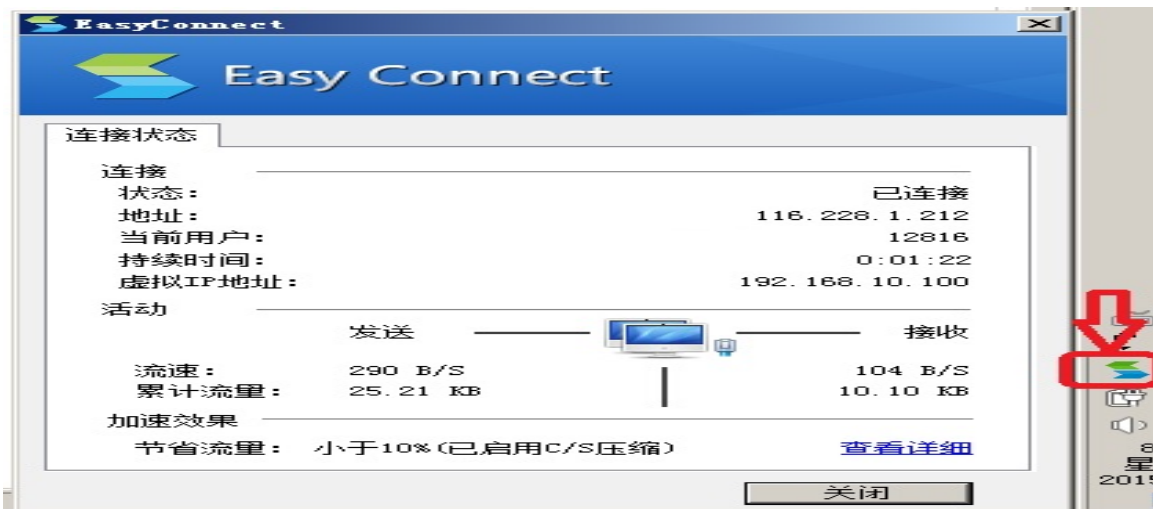 EasyConnect
Easy Connect
连接状态
连接
状态： 已连接
地址： 116.228.1.212
当前用户： 12816
持续时间： 0:01:22
虚拟IP地址： 192.168.10.100
活动
发送 接收
流速： 290 B/S 104 B/S
累计流量： 25.21 KB 10.10 KB
加速效果
节省流量： 小于10%(已启用C/S压缩) 查看详细
关闭
8
星
2015